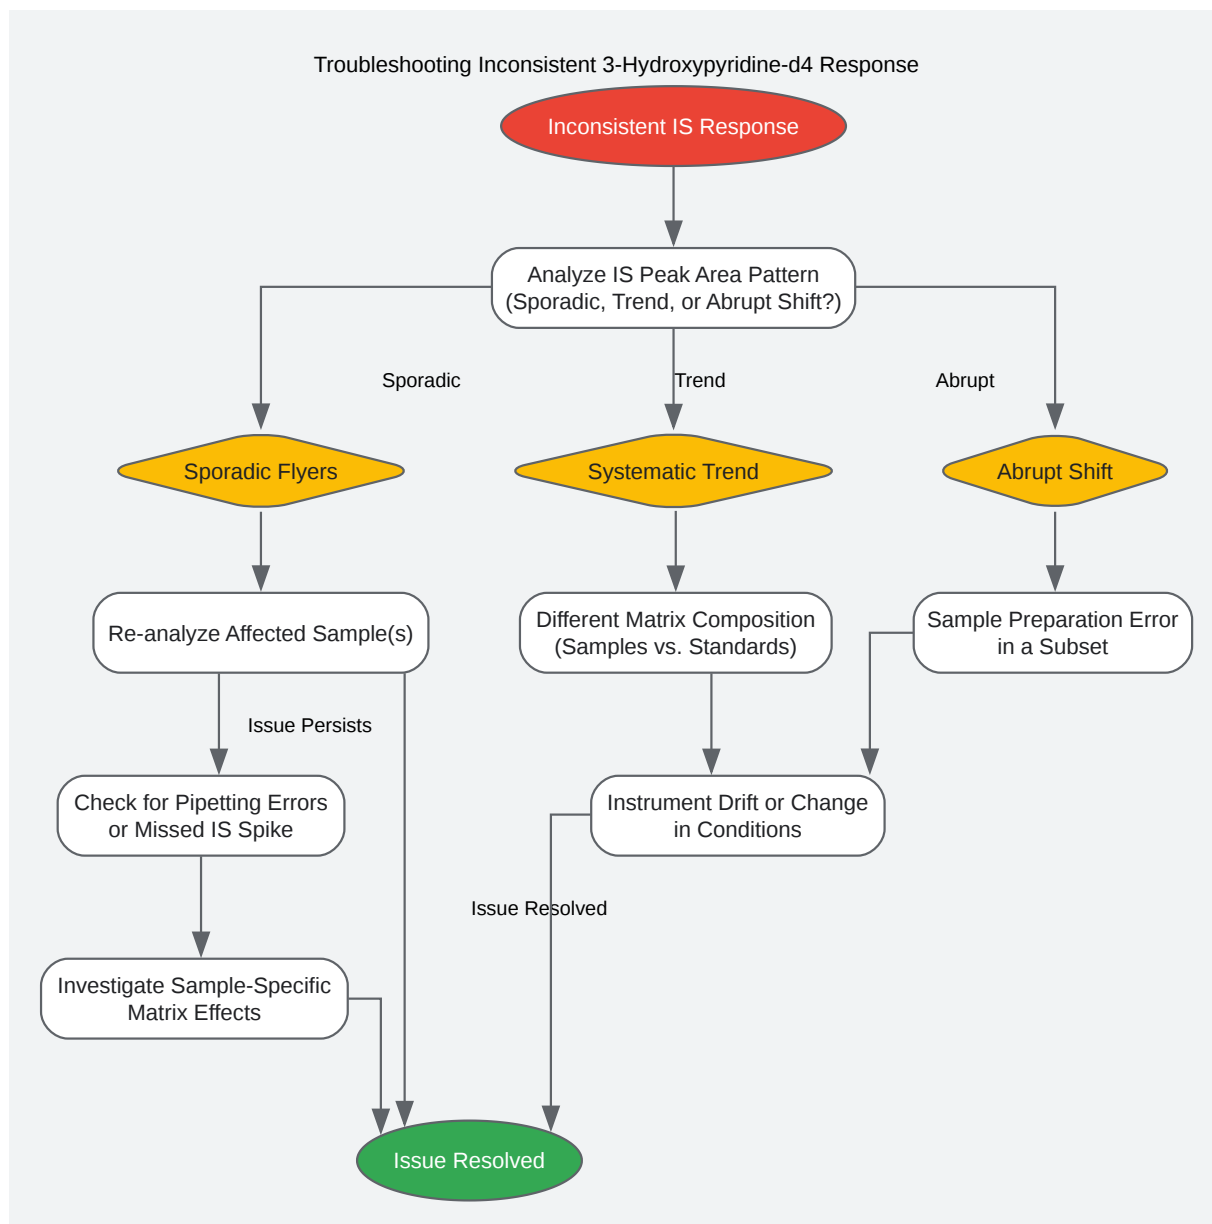 Troubleshooting Inconsistent 3-Hydroxypyridine-d4 Response
Inconsistent IS Response
Analyze IS Peak Area Pattern
(Sporadic, Trend, or Abrupt Shift?)
Sporadic
Trend
Abrupt
Sporadic Flyers
Systematic Trend
Abrupt Shift
Re-analyze Affected Sample(s)
Different Matrix Composition
(Samples vs. Standards)
Sample Preparation Error
in a Subset
Issue Persists
Check for Pipetting Errors
or Missed IS Spike
Instrument Drift or Change
in Conditions
Issue Resolved
Investigate Sample-Specific
Matrix Effects
Issue Resolved